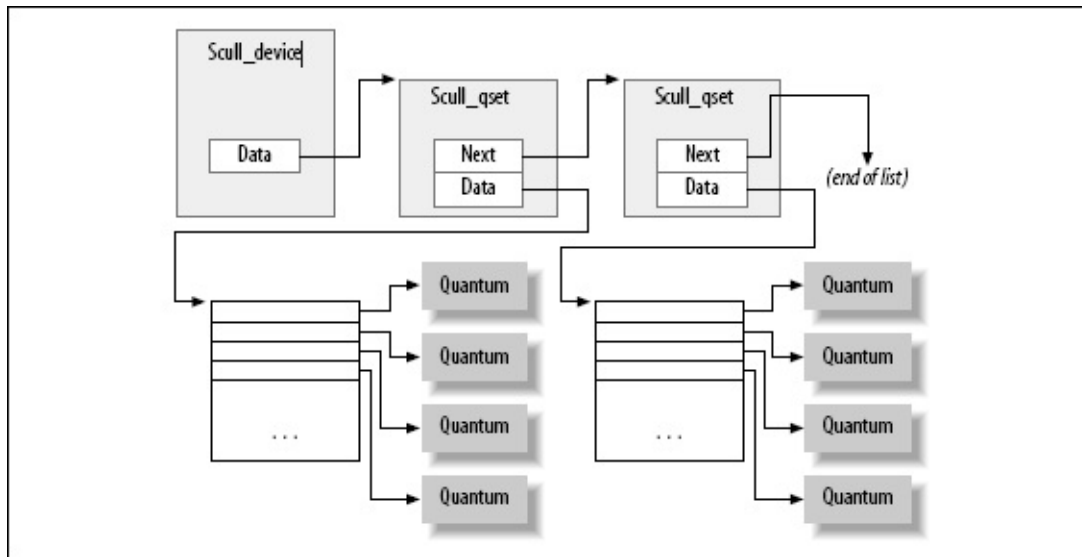 Scull_device
Scull_qset
Scull_qset
Data
Next
Data
Next
Data
(end of list)
Quantum
Quantum
Quantum
Quantum
. . .
Quantum
Quantum
Quantum
Quantum
. . .